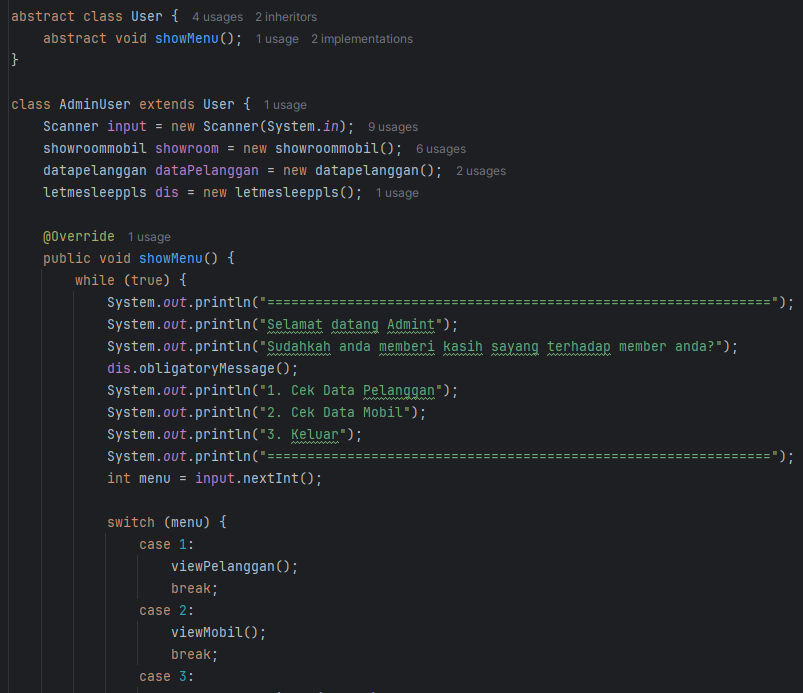 abstract class User {  4 usages  2 inheritors
    abstract void showMenu();  1 usage  2 implementations
}

class AdminUser extends User {  1 usage
    Scanner input = new Scanner(System.in);  9 usages
    showroommobil showroom = new showroommobil();  6 usages
    datapelanggan dataPelanggan = new datapelanggan();  2 usages
    letmesleeppls dis = new letmesleeppls();  1 usage

    @Override  1 usage
    public void showMenu() {
        while (true) {
            System.out.println("===============================================================");
            System.out.println("Selamat datang Admint");
            System.out.println("Sudahkah anda memberi kasih sayang terhadap member anda?");
            dis.obligatoryMessage();
            System.out.println("1. Cek Data Pelanggan");
            System.out.println("2. Cek Data Mobil");
            System.out.println("3. Keluar");
            System.out.println("===============================================================");
            int menu = input.nextInt();

            switch (menu) {
                case 1:
                    viewPelanggan();
                    break;
                case 2:
                    viewMobil();
                    break;
                case 3: